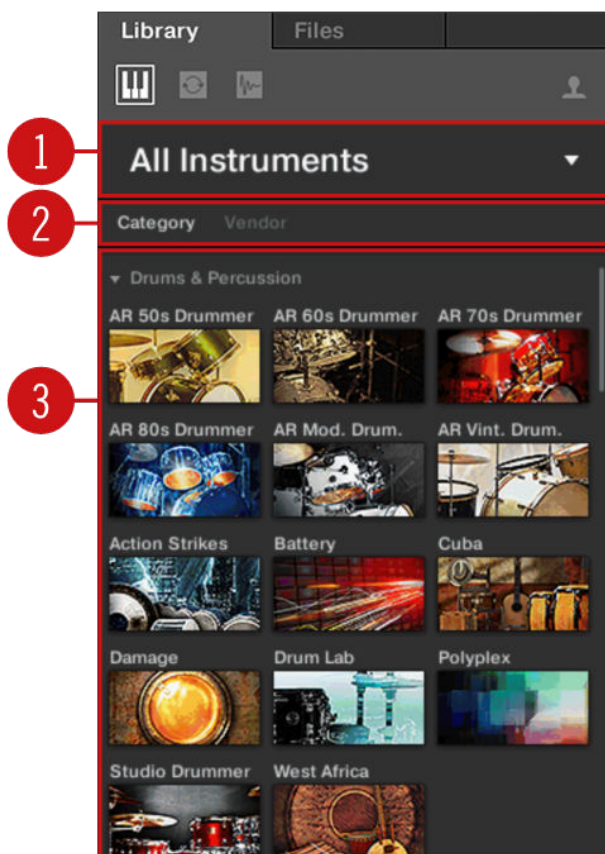 Library Files
1
All Instruments
2
Category Vendor
Drums & Percussion
AR 50s Drummer AR 60s Drummer AR 70s Drummer
3
AR 80s Drummer AR Mod. Drum. AR Vint. Drum.
Action Strikes Battery Cuba
Damage Drum Lab Polyplex
Studio Drummer West Africa